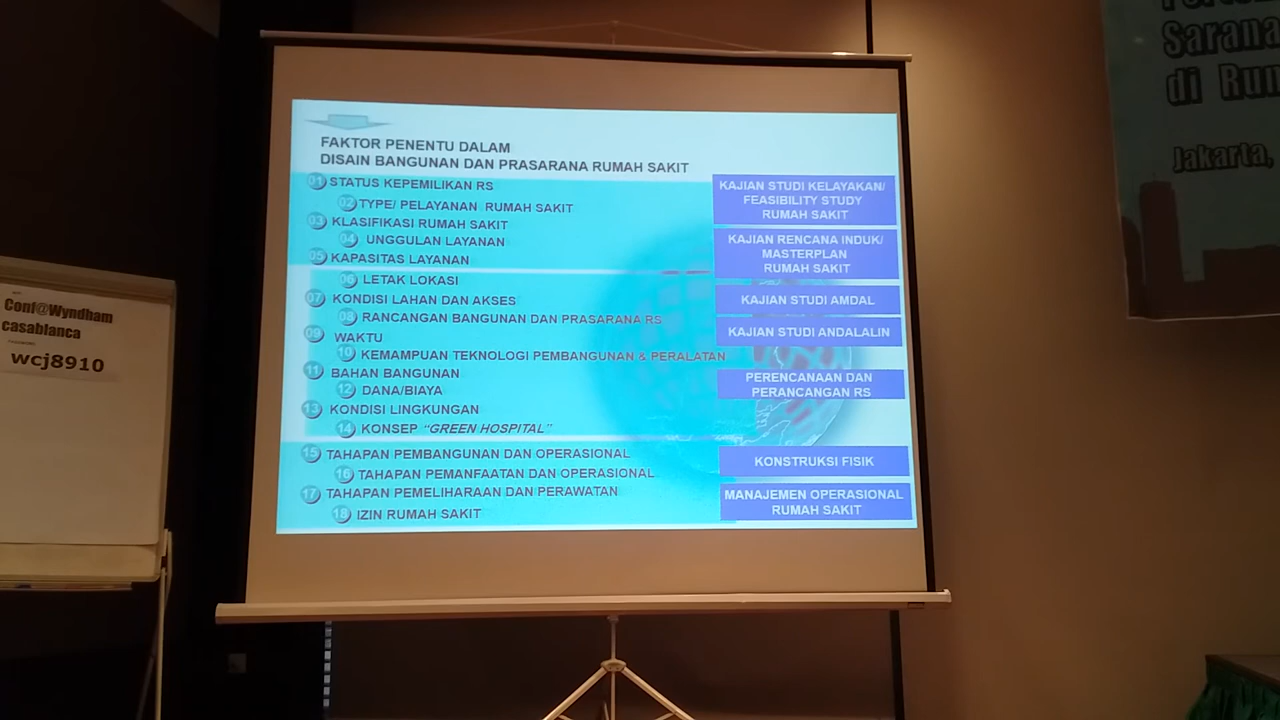 FAKTOR PENENTU DALAM
DISAIN BANGUNAN DAN PRASARANA RUMAH SAKIT
01 STATUS KEPEMILIKAN RS
02 TYPE/ PELAYANAN RUMAH SAKIT
03 KLASIFIKASI RUMAH SAKIT
04 UNGGULAN LAYANAN
05 KAPASITAS LAYANAN
06 LETAK LOKASI
07 KONDISI LAHAN DAN AKSES
08 RANCANGAN BANGUNAN DAN PRASARANA RS
09 WAKTU
10 KEMAMPUAN TEKNOLOGI PEMBANGUNAN & PERALATAN
11 BAHAN BANGUNAN
12 DANA/BIAYA
13 KONDISI LINGKUNGAN
14 KONSEP “GREEN HOSPITAL”
15 TAHAPAN PEMBANGUNAN DAN OPERASIONAL
16 TAHAPAN PEMANFAATAN DAN OPERASIONAL
17 TAHAPAN PEMELIHARAAN DAN PERAWATAN
18 IZIN RUMAH SAKIT
KAJIAN STUDI KELAYAKAN/
FEASIBILITY STUDY
RUMAH SAKIT
KAJIAN RENCANA INDUK/
MASTERPLAN
RUMAH SAKIT
KAJIAN STUDI AMDAL
KAJIAN STUDI ANDALALIN
PERENCANAAN DAN
PERANCANGAN RS
KONSTRUKSI FISIK
MANAJEMEN OPERASIONAL
RUMAH SAKIT
Conf@Wyndham
casablanca
wcj8910
Sarana
di Rum
Jakarta,